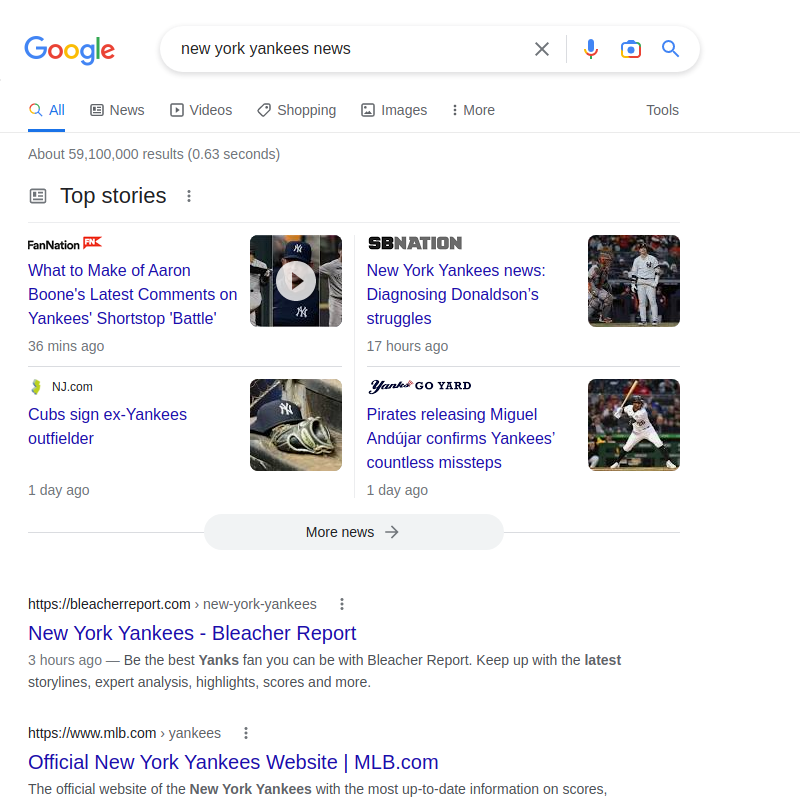 Google
new york yankees news
All
News
Videos
Shopping
Images
More
Tools
About 59,100,000 results (0.63 seconds)
Top stories
FanNation FN
What to Make of Aaron
Boone's Latest Comments on
Yankees' Shortstop 'Battle'
36 mins ago
SBNATION
New York Yankees news:
Diagnosing Donaldson’s
struggles
17 hours ago
NJ.com
Cubs sign ex-Yankees
outfielder
1 day ago
Yanks GO YARD
Pirates releasing Miguel
Andújar confirms Yankees’
countless missteps
1 day ago
More news
https://bleacherreport.com › new-york-yankees
New York Yankees - Bleacher Report
3 hours ago — Be the best Yanks fan you can be with Bleacher Report. Keep up with the latest
storylines, expert analysis, highlights, scores and more.
https://www.mlb.com › yankees
Official New York Yankees Website | MLB.com
The official website of the New York Yankees with the most up-to-date information on scores,